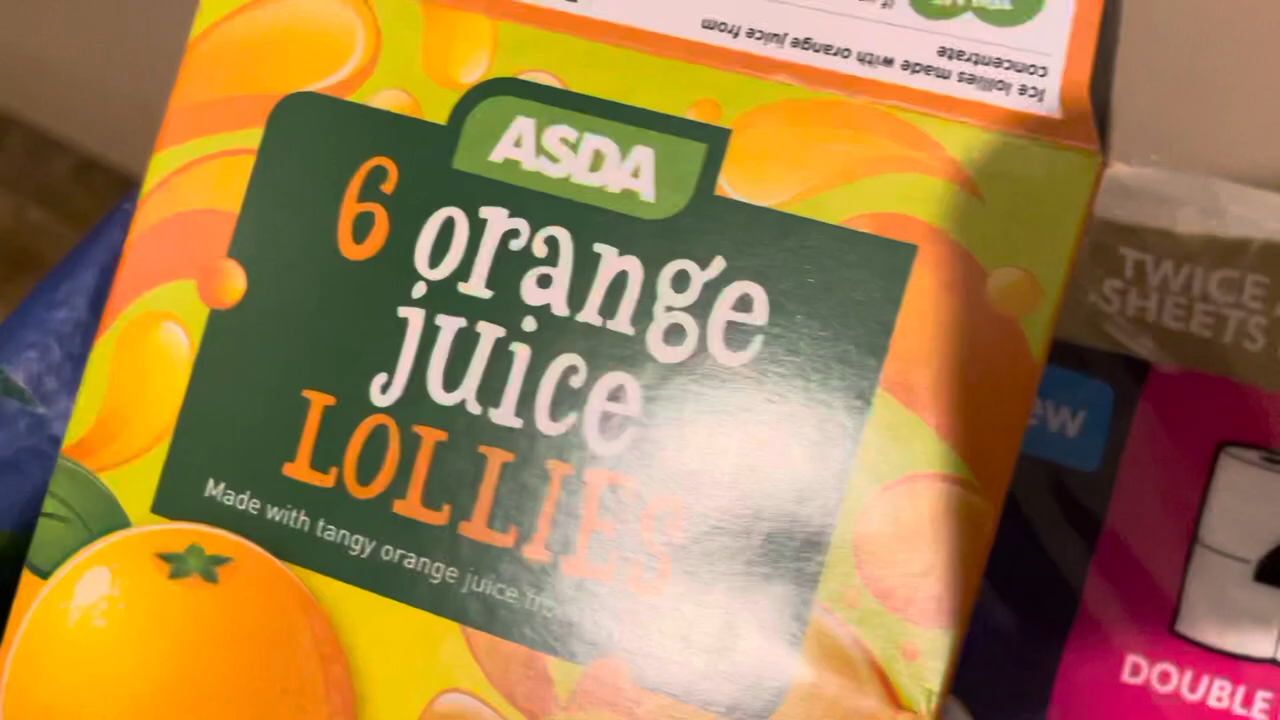 Ice lollies made with orange juice from
concentrate
ASDA
6 orange
juice
LOLLIES
Made with tangy orange juice
TWICE
SHEETS
ew
DOUBLE